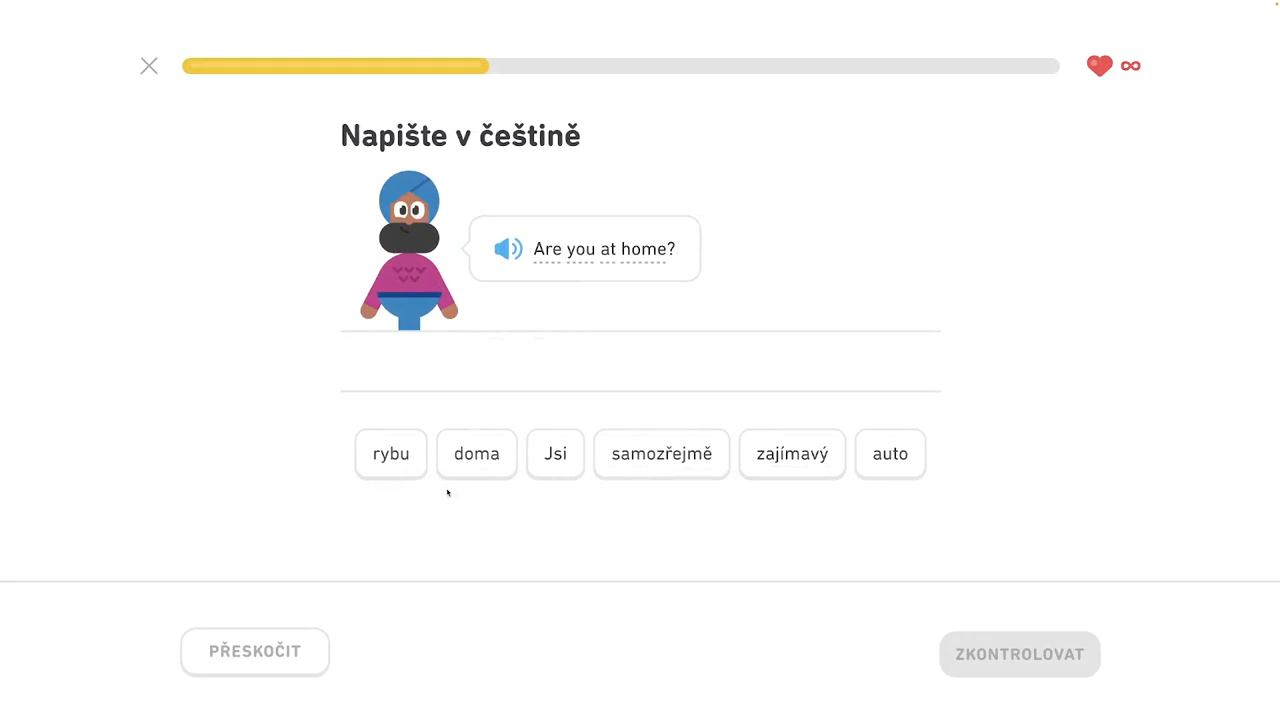 ∞
Napište v češtině
Are you at home?
rybu doma Jsi samozřejmě zajímavý auto
PŘESKOČIT ZKONTROLOVAT